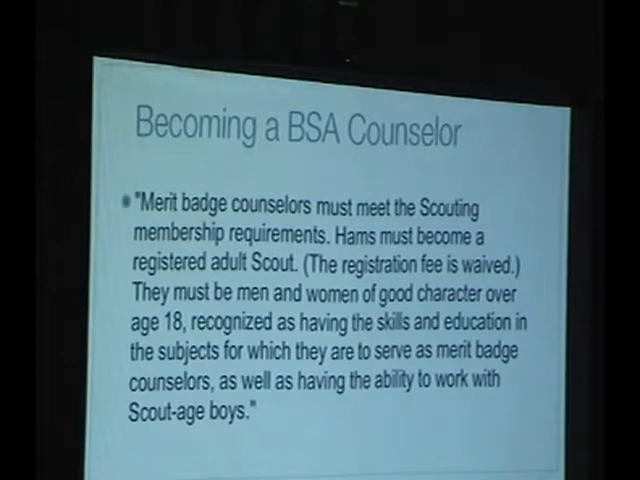 Becoming a BSA Counselor
"Merit badge counselors must meet the Scouting
membership requirements. Hams must become a
registered adult Scout. (The registration fee is waived.)
They must be men and women of good character over
age 18, recognized as having the skills and education in
the subjects for which they are to serve as merit badge
counselors, as well as having the ability to work with
Scout-age boys."